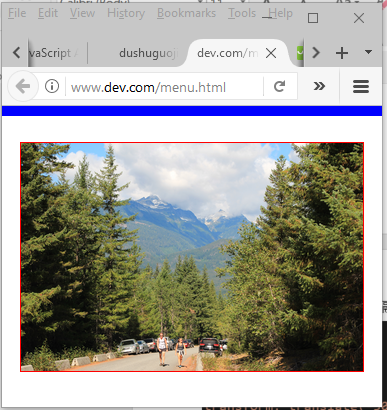 File Edit View History Bookmarks Tools Help
vaScript dushuguo dev.com/m
www.dev.com/menu.html